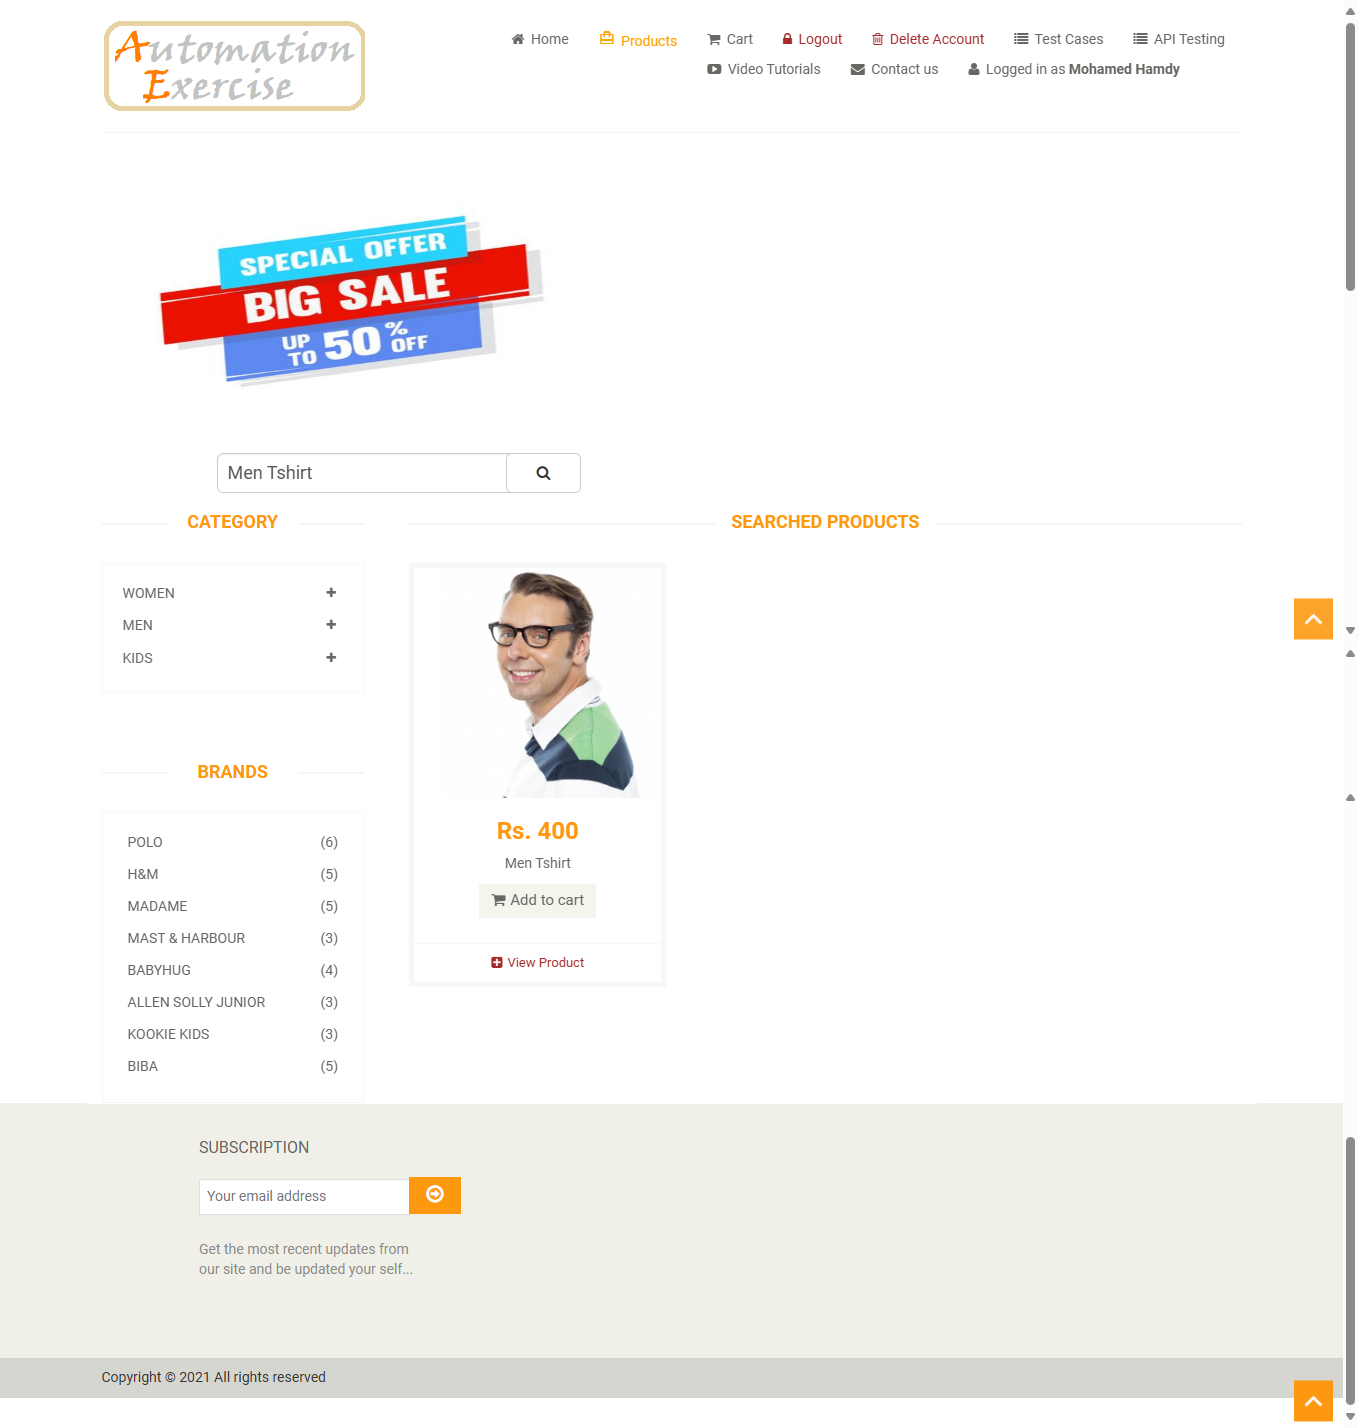 Automation
Exercise
Home Products Cart Logout Delete Account Test Cases API Testing
Video Tutorials Contact us Logged in as Mohamed Hamdy
SPECIAL OFFER
BIG SALE
UP TO 50% OFF
Men Tshirt
CATEGORY
WOMEN
MEN
KIDS
BRANDS
POLO (6)
H&M (5)
MADAME (5)
MAST & HARBOUR (3)
BABYHUG (4)
ALLEN SOLLY JUNIOR (3)
KOOKIE KIDS (3)
BIBA (5)
SEARCHED PRODUCTS
Rs. 400
Men Tshirt
Add to cart
View Product
SUBSCRIPTION
Your email address
Get the most recent updates from
our site and be updated your self...
Copyright © 2021 All rights reserved